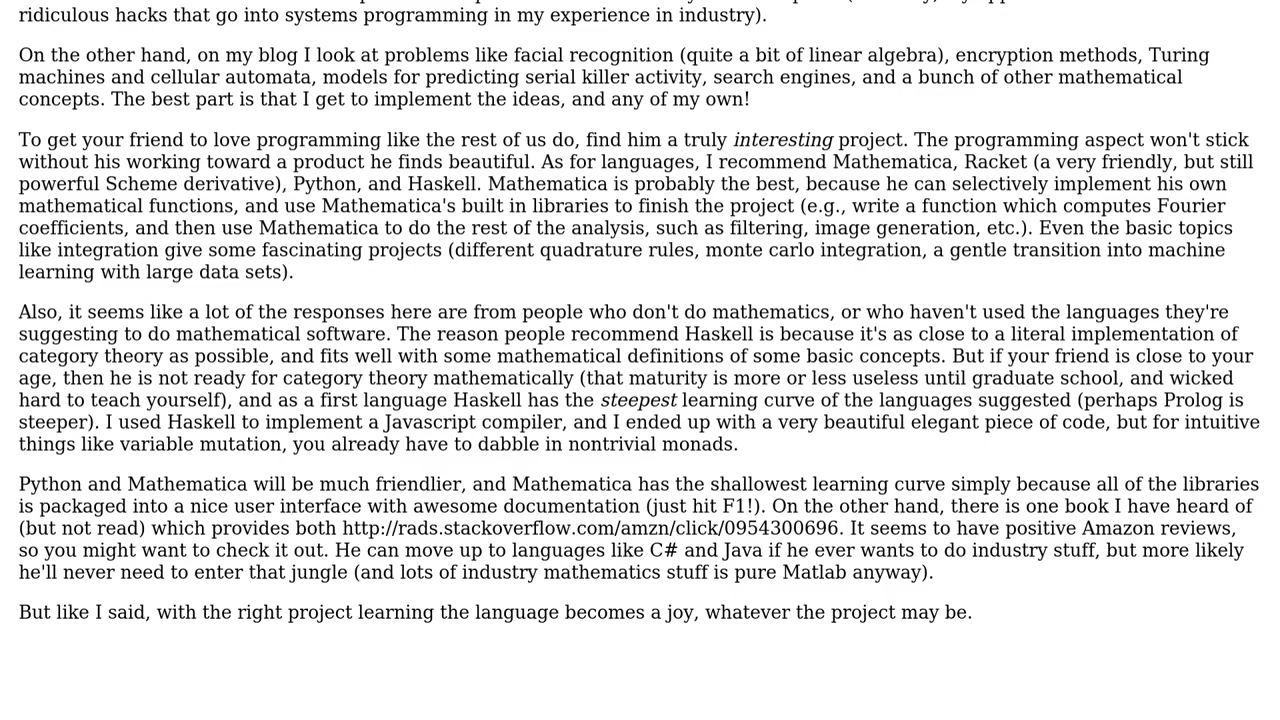 ridiculous hacks that go into systems programming in my experience in industry).
On the other hand, on my blog I look at problems like facial recognition (quite a bit of linear algebra), encryption methods, Turing
machines and cellular automata, models for predicting serial killer activity, search engines, and a bunch of other mathematical
concepts. The best part is that I get to implement the ideas, and any of my own!
To get your friend to love programming like the rest of us do, find him a truly interesting project. The programming aspect won't stick
without his working toward a product he finds beautiful. As for languages, I recommend Mathematica, Racket (a very friendly, but still
powerful Scheme derivative), Python, and Haskell. Mathematica is probably the best, because he can selectively implement his own
mathematical functions, and use Mathematica's built in libraries to finish the project (e.g., write a function which computes Fourier
coefficients, and then use Mathematica to do the rest of the analysis, such as filtering, image generation, etc.). Even the basic topics
like integration give some fascinating projects (different quadrature rules, monte carlo integration, a gentle transition into machine
learning with large data sets).
Also, it seems like a lot of the responses here are from people who don't do mathematics, or who haven't used the languages they're
suggesting to do mathematical software. The reason people recommend Haskell is because it's as close to a literal implementation of
category theory as possible, and fits well with some mathematical definitions of some basic concepts. But if your friend is close to your
age, then he is not ready for category theory mathematically (that maturity is more or less useless until graduate school, and wicked
hard to teach yourself), and as a first language Haskell has the steepest learning curve of the languages suggested (perhaps Prolog is
steeper). I used Haskell to implement a Javascript compiler, and I ended up with a very beautiful elegant piece of code, but for intuitive
things like variable mutation, you already have to dabble in nontrivial monads.
Python and Mathematica will be much friendlier, and Mathematica has the shallowest learning curve simply because all of the libraries
is packaged into a nice user interface with awesome documentation (just hit F1!). On the other hand, there is one book I have heard of
(but not read) which provides both http://rads.stackoverflow.com/amzn/click/0954300696. It seems to have positive Amazon reviews,
so you might want to check it out. He can move up to languages like C# and Java if he ever wants to do industry stuff, but more likely
he'll never need to enter that jungle (and lots of industry mathematics stuff is pure Matlab anyway).
But like I said, with the right project learning the language becomes a joy, whatever the project may be.